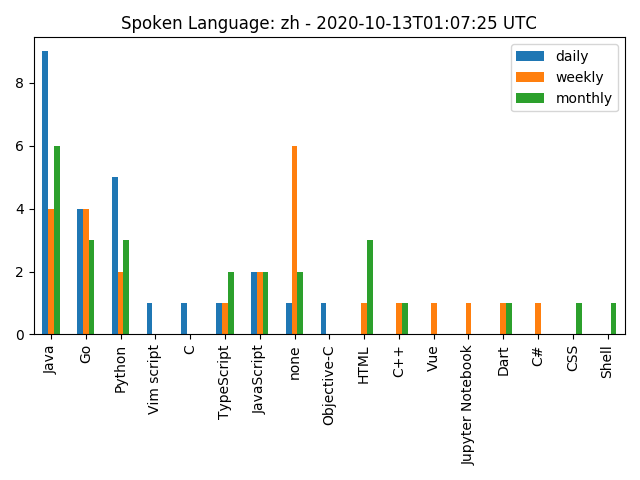 Spoken Language: zh - 2020-10-13T01:07:25 UTC
daily
weekly
monthly
8
6
4
2
0
Java
Go
Python
Vim script
C
TypeScript
JavaScript
none
Objective-C
HTML
C++
Vue
Jupyter Notebook
Dart
C#
CSS
Shell